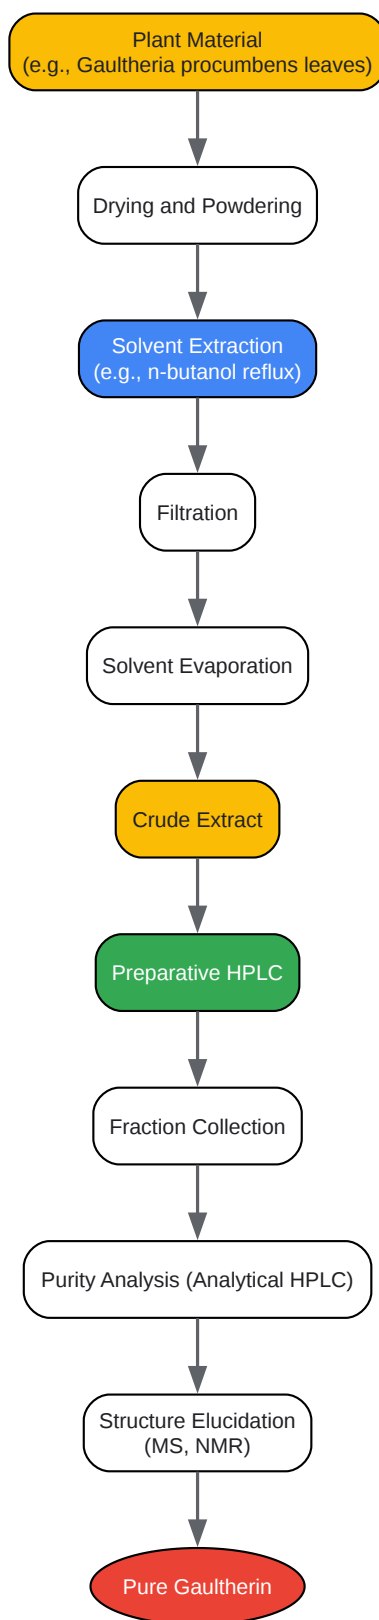 Plant Material
(e.g., Gaultheria procumbens leaves)
Drying and Powdering
Solvent Extraction
(e.g., n-butanol reflux)
Filtration
Solvent Evaporation
Crude Extract
Preparative HPLC
Fraction Collection
Purity Analysis (Analytical HPLC)
Structure Elucidation
(MS, NMR)
Pure Gaultherin